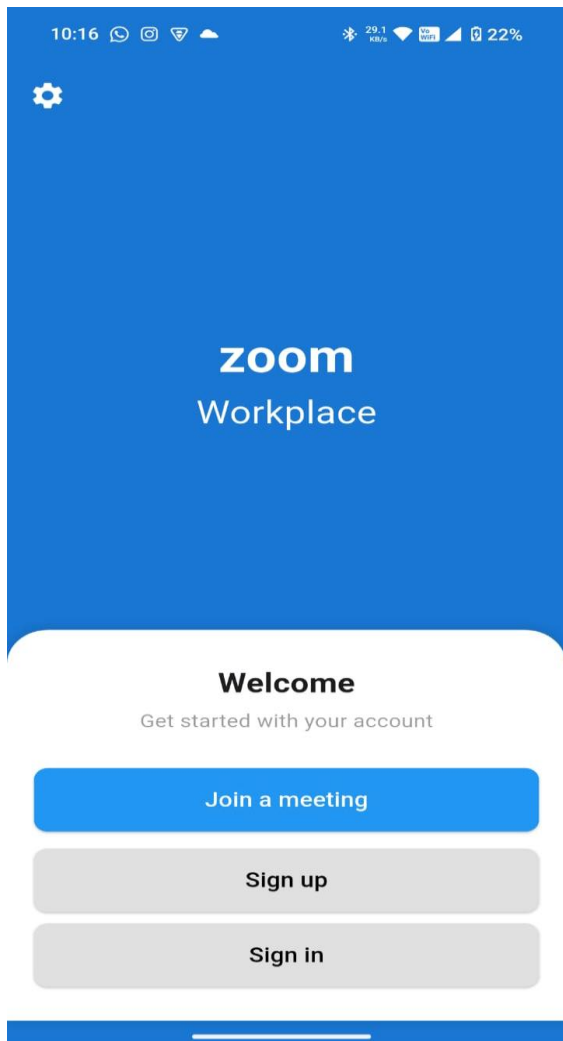 10:16 29.1 KB/s Vo WiFi 22%
zoom
Workplace
Welcome
Get started with your account
Join a meeting
Sign up
Sign in